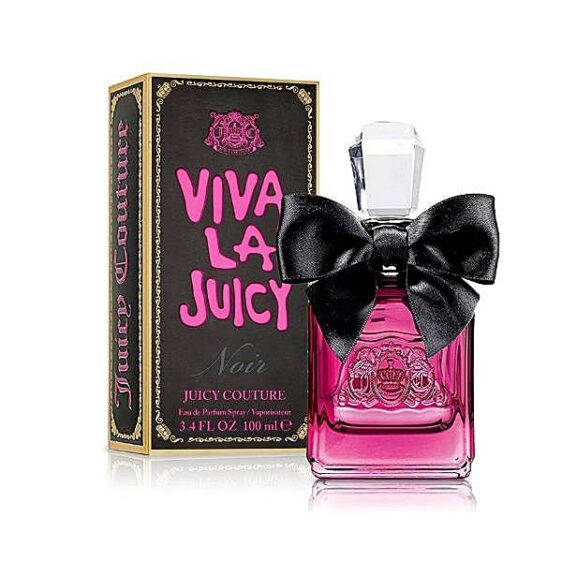 Juicy Couture
VIVA
LA
JUICY
Noir
JUICY COUTURE
Eau de Parfum Spray / Vaporisateur
3.4 FL OZ 100 ml ℮